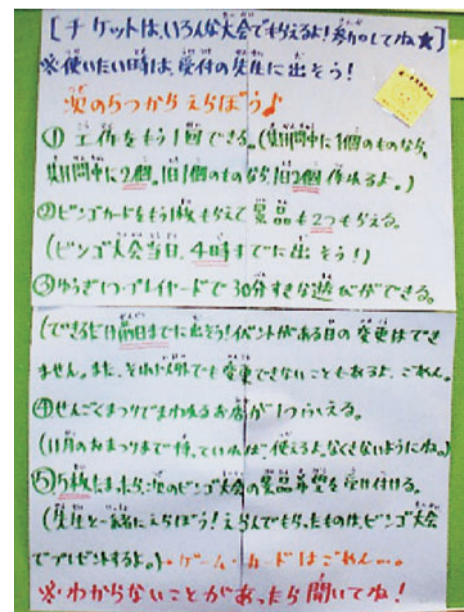 [チケットは、いろんな大会でもらえるよ!参加してね★]
※使いたい時は、受付の先生に出そう!
次の5つからえらぼう♪
① 工作をもう1回できる。(期間中に1個のものなら、
期間中に2個。1日1個のものなら、1日2個作れるよ。)
②ビンゴカードをもう1枚もらえて景品も2つもらえる。
(ビンゴ大会当日、4時までに出そう!)
③ゆうぎしつ・プレイヤードで30分すきな遊びができる。
(できるだけ前日までに出そう!イベントがある日の変更はでき
ません。また、それ以外でも変更できないこともあるよ、ごめん。
④せんごくまつりでまわれるお店が1つふえる。
(11月のおまつりまで待っていれば、使えるよ、なくさないようにね。)
⑤5枚たまったら、次のビンゴ大会の景品希望を受け付ける。
(先生と一緒にえらぼう!えらんでもらったものは、ビンゴ大会
でプレゼントするよ。)・ゲーム・カードはごめん…。
※わからないことがあったら聞いてね!